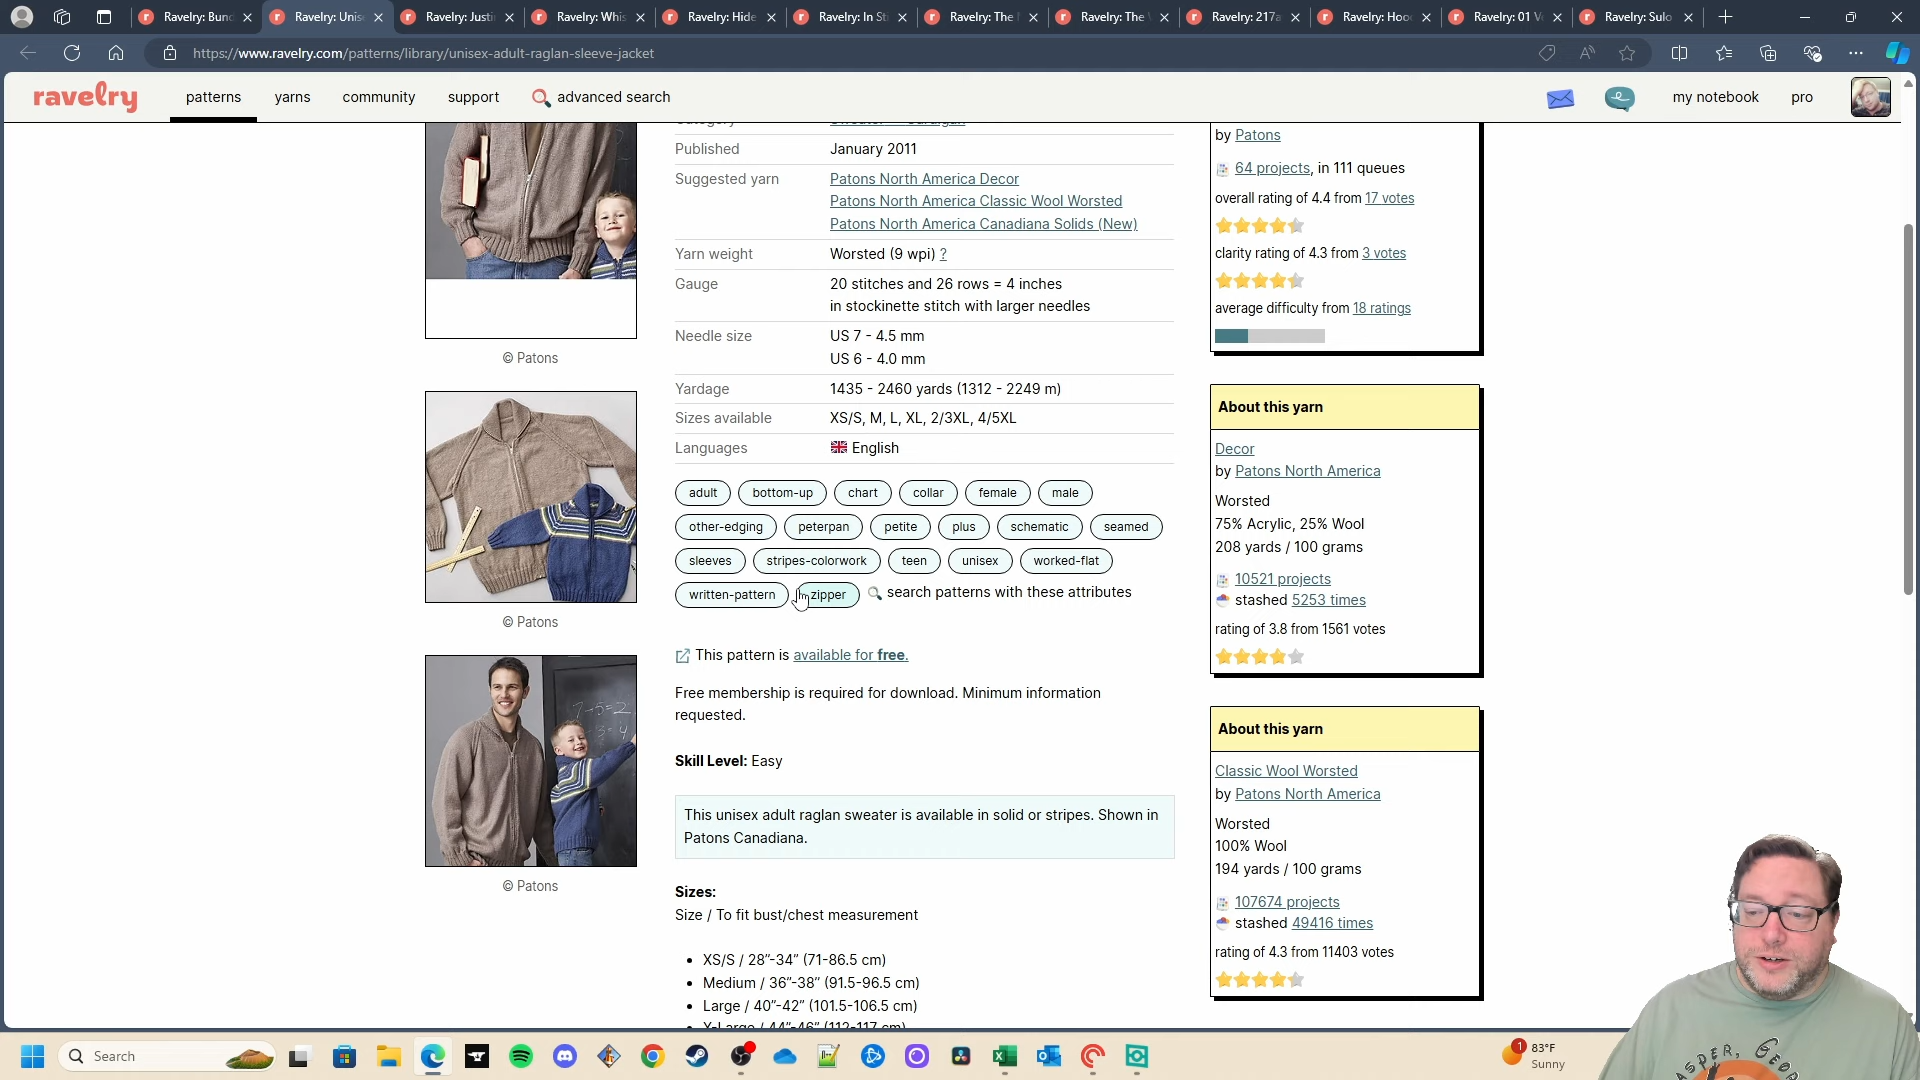 Ravelry: Bunc
Ravelry: Unis
Ravelry: Justi
Ravelry: Whis
Ravelry: Hide
Ravelry: In St
Ravelry: The
Ravelry: The
Ravelry: 217a
Ravelry: Hoo
Ravelry: 01
Ravelry: Sulo
https://www.ravelry.com/patterns/library/unisex-adult-raglan-sleeve-jacket
ravelry
patterns
yarns
community
support
advanced search
my notebook
pro
Published
January 2011
Suggested yarn
Patons North America Decor
Patons North America Classic Wool Worsted
Patons North America Canadiana Solids (New)
Yarn weight
Worsted (9 wpi) ?
Gauge
20 stitches and 26 rows = 4 inches
in stockinette stitch with larger needles
Needle size
US 7 - 4.5 mm
US 6 - 4.0 mm
Yardage
1435 - 2460 yards (1312 - 2249 m)
Sizes available
XS/S, M, L, XL, 2/3XL, 4/5XL
Languages
English
adult bottom-up chart collar female male
other-edging peterpan petite plus schematic seamed
sleeves stripes-colorwork teen unisex worked-flat
written-pattern zipper search patterns with these attributes
This pattern is available for free.
Free membership is required for download. Minimum information
requested.
Skill Level: Easy
This unisex adult raglan sweater is available in solid or stripes. Shown in
Patons Canadiana.
Sizes:
Size / To fit bust/chest measurement
• XS/S / 28”-34” (71-86.5 cm)
• Medium / 36”-38” (91.5-96.5 cm)
• Large / 40”-42” (101.5-106.5 cm)
• X-Large / 44”-46” (112-117 cm)
© Patons
© Patons
© Patons
by Patons
64 projects, in 111 queues
overall rating of 4.4 from 17 votes
clarity rating of 4.3 from 3 votes
average difficulty from 18 ratings
About this yarn
Decor
by Patons North America
Worsted
75% Acrylic, 25% Wool
208 yards / 100 grams
10521 projects
stashed 5253 times
rating of 3.8 from 1561 votes
About this yarn
Classic Wool Worsted
by Patons North America
Worsted
100% Wool
194 yards / 100 grams
107674 projects
stashed 49416 times
rating of 4.3 from 11403 votes
Search
1
83°F
Sunny